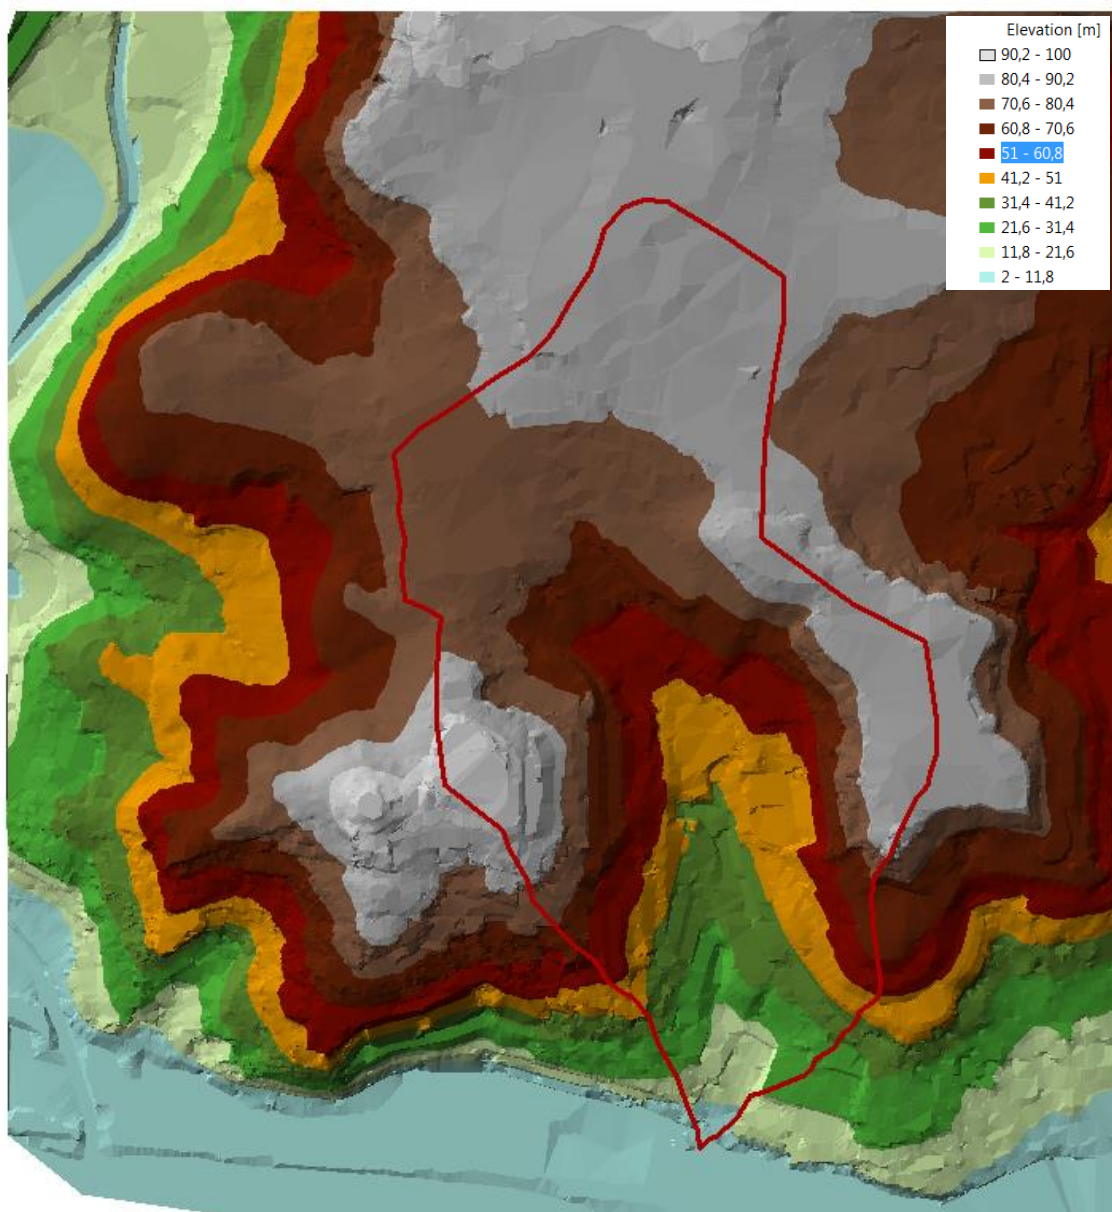 Elevation [m]
90,2 - 100
80,4 - 90,2
70,6 - 80,4
60,8 - 70,6
51 - 60,8
41,2 - 51
31,4 - 41,2
21,6 - 31,4
11,8 - 21,6
2 - 11,8